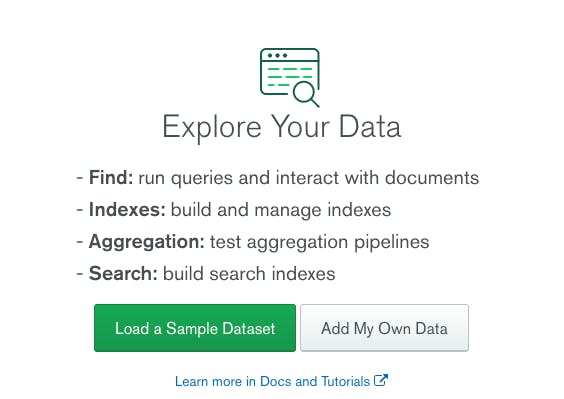 Explore Your Data
- Find: run queries and interact with documents
- Indexes: build and manage indexes
- Aggregation: test aggregation pipelines
- Search: build search indexes
Load a Sample Dataset
Add My Own Data
Learn more in Docs and Tutorials